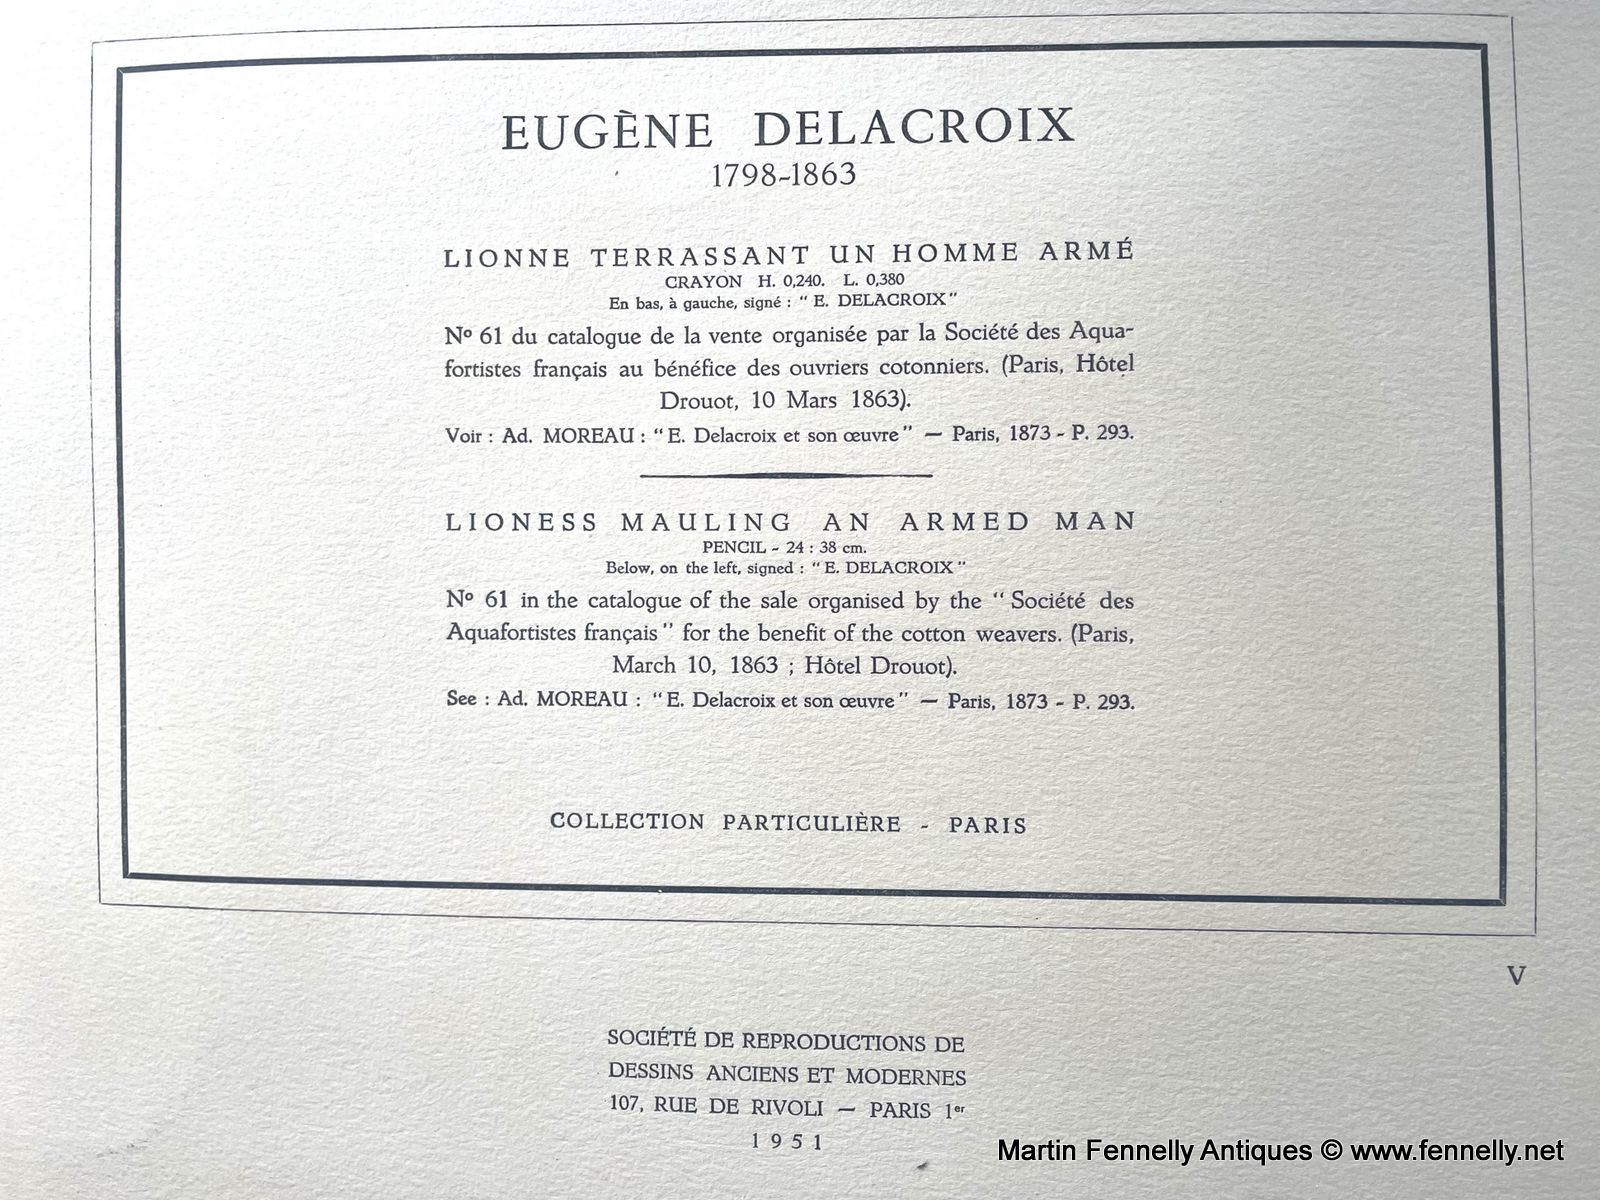 EUGÈNE DELACROIX
1798-1863
LIONNE TERRASSANT UN HOMME ARMÉ
CRAYON H. 0,240. L. 0,380
En bas, à gauche, signé : “ E. DELACROIX ”
Nº 61 du catalogue de la vente organisée par la Société des Aqua-
fortistes français au bénéfice des ouvriers cotonniers. (Paris, Hôtel
Drouot, 10 Mars 1863).
Voir : Ad. MOREAU : “ E. Delacroix et son œuvre ” — Paris, 1873 - P. 293.
LIONESS MAULING AN ARMED MAN
PENCIL - 24 : 38 cm.
Below, on the left, signed : “ E. DELACROIX ”
Nº 61 in the catalogue of the sale organised by the “ Société des
Aquafortistes français ” for the benefit of the cotton weavers. (Paris,
March 10, 1863 ; Hôtel Drouot).
See : Ad. MOREAU : “ E. Delacroix et son œuvre ” — Paris, 1873 - P. 293.
COLLECTION PARTICULIÈRE - PARIS
V
SOCIÉTÉ DE REPRODUCTIONS DE
DESSINS ANCIENS ET MODERNES
107, RUE DE RIVOLI — PARIS 1er
1951
Martin Fennelly Antiques © www.fennelly.net